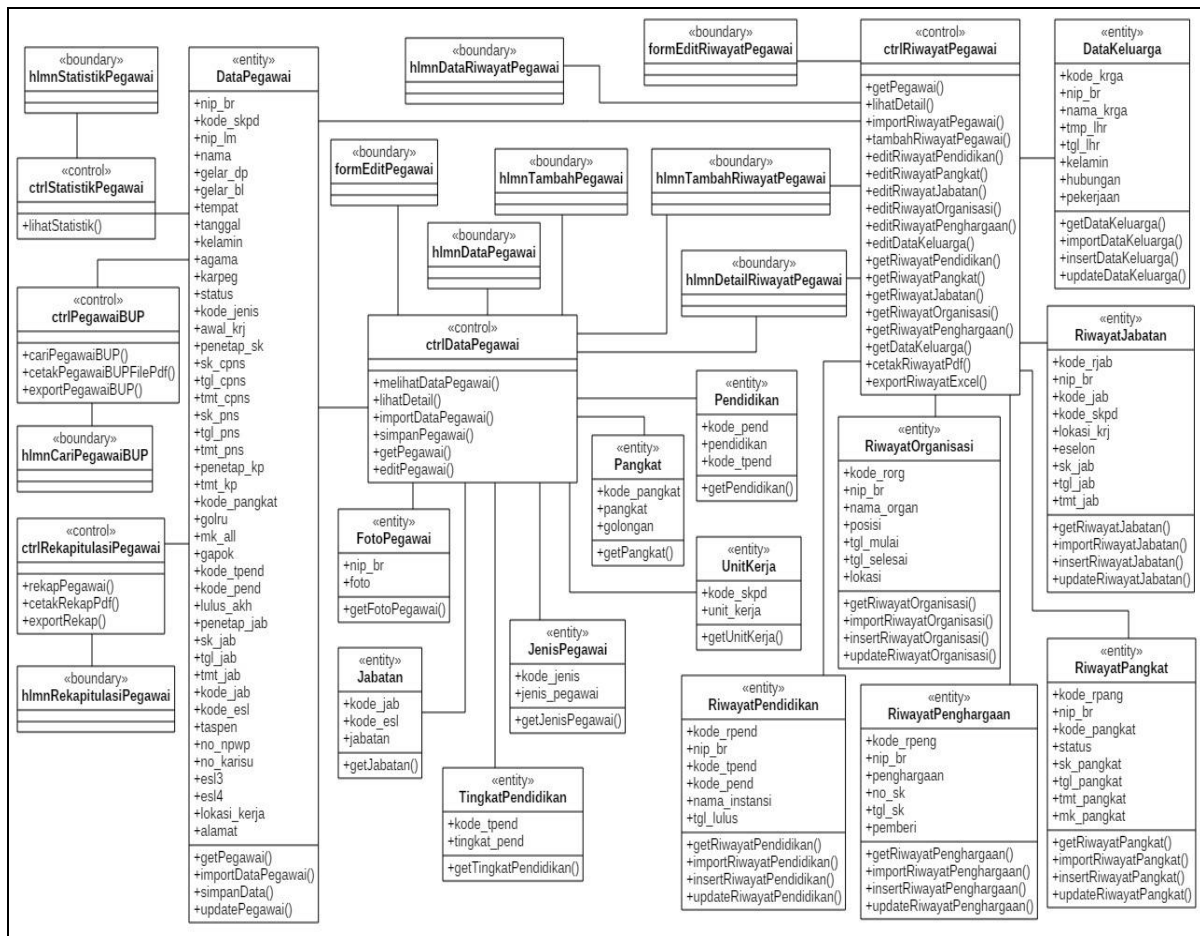 «boundary»
hlmnStatistikPegawai
«control»
ctrlStatistikPegawai
+lihatStatistik()
«control»
ctrlPegawaiBUP
+cariPegawaiBUP()
+cetakPegawaiBUPFilePdf()
+exportPegawaiBUP()
«boundary»
hlmnCariPegawaiBUP
«control»
ctrlRekapitulasiPegawai
+rekapPegawai()
+cetakRekapPdf()
+exportRekap()
«boundary»
hlmnRekapitulasiPegawai
«entity»
DataPegawai
+nip_br
+kode_skpd
+nip_lm
+nama
+gelar_dp
+gelar_bl
+tempat
+tanggal
+kelamin
+agama
+karpeg
+status
+kode_jenis
+awal_krj
+penetap_sk
+sk_cpns
+tgl_cpns
+tmt_cpns
+sk_pns
+tgl_pns
+tmt_pns
+penetap_kp
+tmt_kp
+kode_pangkat
+golru
+mk_all
+gapok
+kode_tpend
+kode_pend
+lulus_akh
+penetap_jab
+sk_jab
+tgl_jab
+tmt_jab
+kode_jab
+kode_esl
+taspen
+no_npwp
+no_karisu
+esl3
+esl4
+lokasi_kerja
+alamat
+getPegawai()
+importDataPegawai()
+simpanData()
+updatePegawai()
«boundary»
hlmnDataRiwayatPegawai
«boundary»
formEditRiwayatPegawai
«boundary»
formEditPegawai
«boundary»
hlmnTambahPegawai
«boundary»
hlmnTambahRiwayatPegawai
«boundary»
hlmnDataPegawai
«boundary»
hlmnDetailRiwayatPegawai
«control»
ctrlDataPegawai
+melihatDataPegawai()
+lihatDetail()
+importDataPegawai()
+simpanPegawai()
+getPegawai()
+editPegawai()
«entity»
FotoPegawai
+nip_br
+foto
+getFotoPegawai()
«entity»
Jabatan
+kode_jab
+kode_esl
+jabatan
+getJabatan()
«entity»
TingkatPendidikan
+kode_tpend
+tingkat_pend
+getTingkatPendidikan()
«entity»
JenisPegawai
+kode_jenis
+jenis_pegawai
+getJenisPegawai()
«entity»
Pangkat
+kode_pangkat
+pangkat
+golongan
+getPangkat()
«entity»
Pendidikan
+kode_pend
+pendidikan
+kode_tpend
+getPendidikan()
«entity»
UnitKerja
+kode_skpd
+unit_kerja
+getUnitKerja()
«control»
ctrlRiwayatPegawai
+getPegawai()
+lihatDetail()
+importRiwayatPegawai()
+tambahRiwayatPegawai()
+editRiwayatPendidikan()
+editRiwayatPangkat()
+editRiwayatJabatan()
+editRiwayatOrganisasi()
+editRiwayatPenghargaan()
+editDataKeluarga()
+getRiwayatPendidikan()
+getRiwayatPangkat()
+getRiwayatJabatan()
+getRiwayatOrganisasi()
+getRiwayatPenghargaan()
+getDataKeluarga()
+cetakRiwayatPdf()
+exportRiwayatExcel()
«entity»
RiwayatOrganisasi
+kode_rorg
+nip_br
+nama_organ
+posisi
+tgl_mulai
+tgl_selesai
+lokasi
+getRiwayatOrganisasi()
+importRiwayatOrganisasi()
+insertRiwayatOrganisasi()
+updateRiwayatOrganisasi()
«entity»
RiwayatPendidikan
+kode_rpend
+nip_br
+kode_tpend
+kode_pend
+nama_instansi
+tgl_lulus
+getRiwayatPendidikan()
+importRiwayatPendidikan()
+insertRiwayatPendidikan()
+updateRiwayatPendidikan()
«entity»
RiwayatPenghargaan
+kode_rpeng
+nip_br
+penghargaan
+no_sk
+tgl_sk
+pemberi
+getRiwayatPenghargaan()
+importRiwayatPenghargaan()
+insertRiwayatPenghargaan()
+updateRiwayatPenghargaan()
«entity»
DataKeluarga
+kode_krga
+nip_br
+nama_krga
+tmp_lhr
+tgl_lhr
+kelamin
+hubungan
+pekerjaan
+getDataKeluarga()
+importDataKeluarga()
+insertDataKeluarga()
+updateDataKeluarga()
«entity»
RiwayatJabatan
+kode_rjab
+nip_br
+kode_jab
+kode_skpd
+lokasi_krj
+eselon
+sk_jab
+tgl_jab
+tmt_jab
+getRiwayatJabatan()
+importRiwayatJabatan()
+insertRiwayatJabatan()
+updateRiwayatJabatan()
«entity»
RiwayatPangkat
+kode_rpang
+nip_br
+kode_pangkat
+status
+sk_pangkat
+tgl_pangkat
+tmt_pangkat
+mk_pangkat
+getRiwayatPangkat()
+importRiwayatPangkat()
+insertRiwayatPangkat()
+updateRiwayatPangkat()